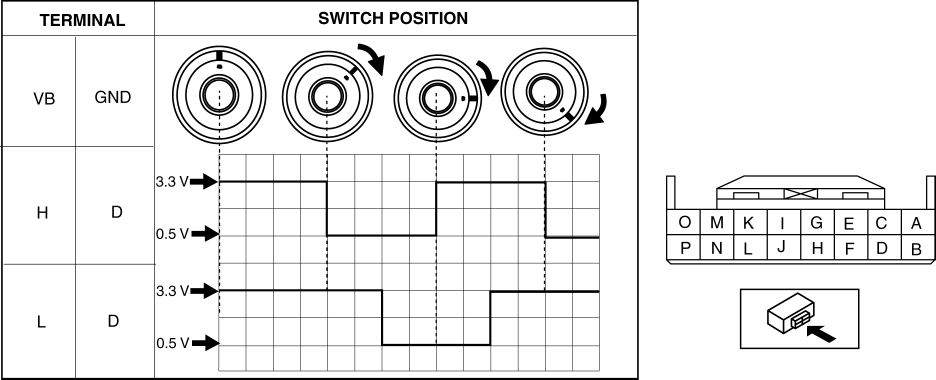 TERMINAL SWITCH POSITION
VB GND
H D
3.3 V
0.5 V
L D
3.3 V
0.5 V
O M K I G E C A
P N L J H F D B